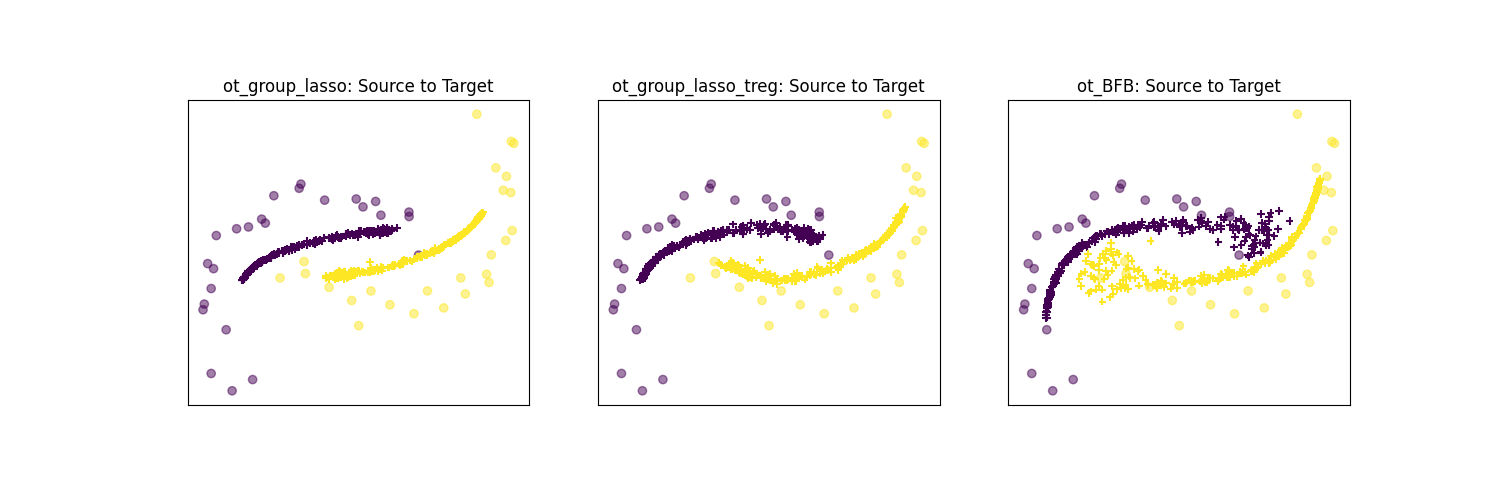 ot_group_lasso: Source to Target
ot_group_lasso_treg: Source to Target
ot_BFB: Source to Target